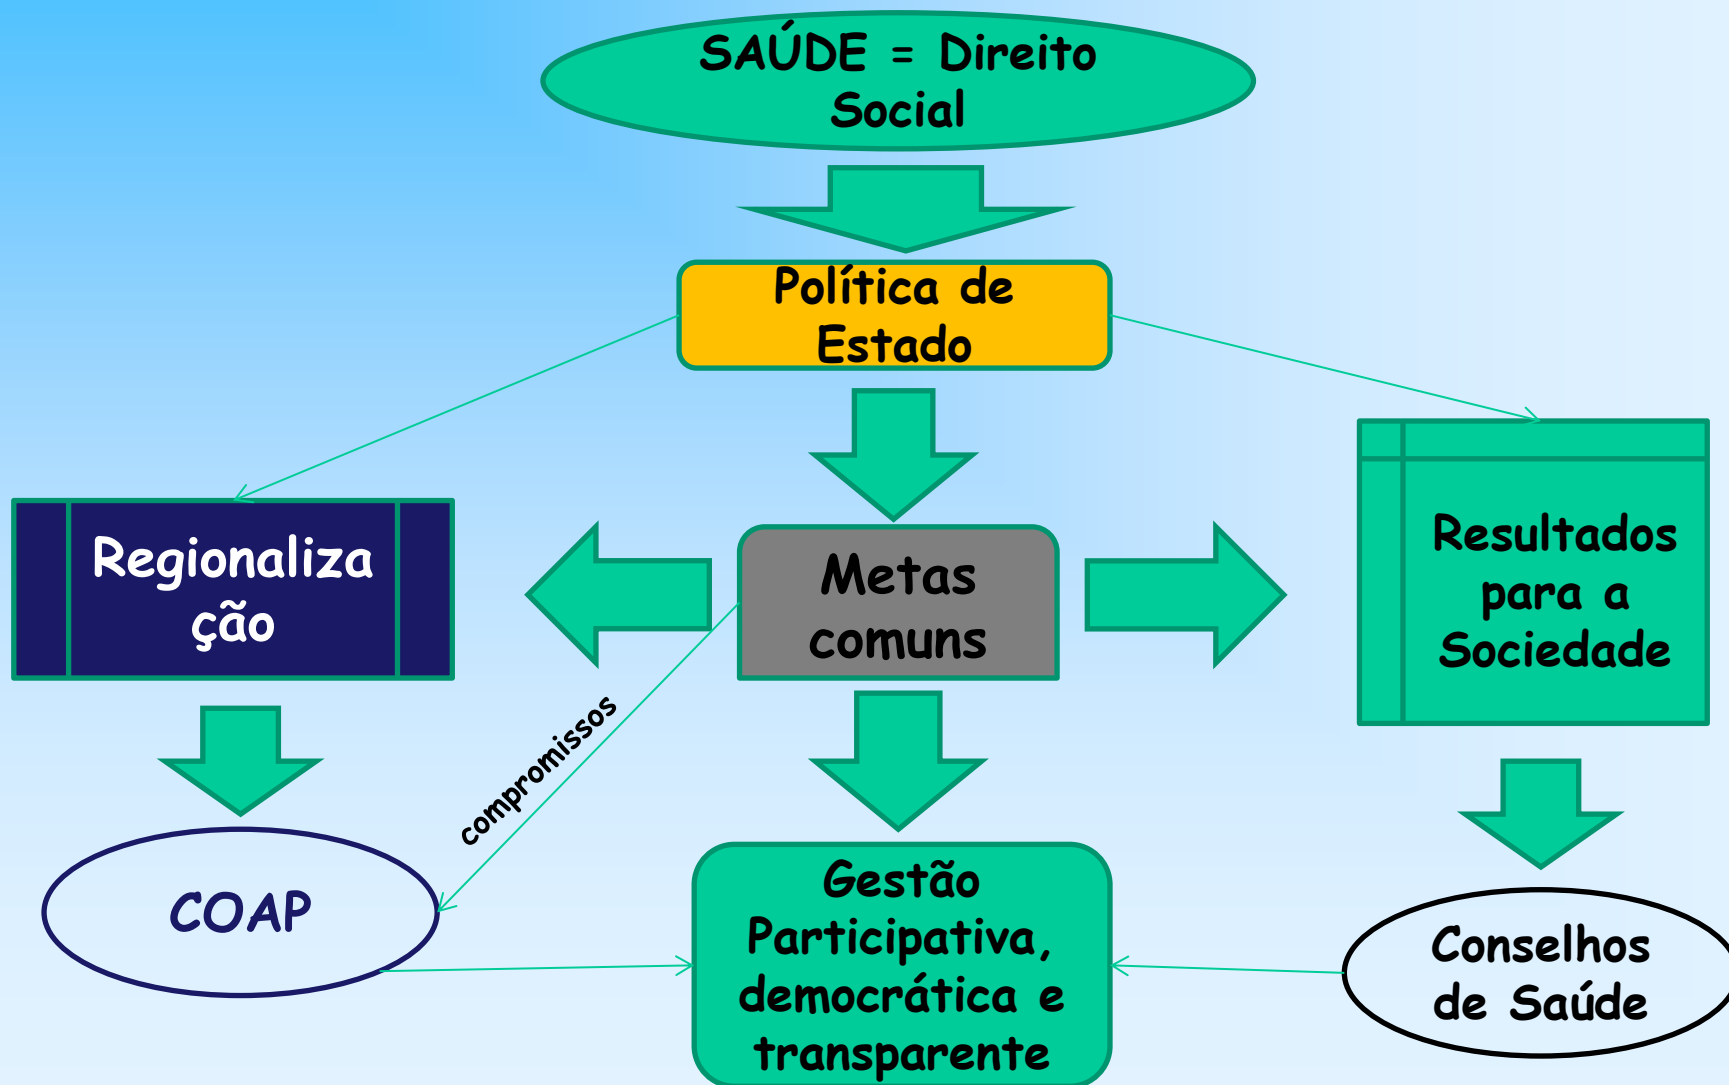 SAÚDE = Direito
Social
Política de
Estado
Regionaliza
ção
Metas
comuns
Resultados
para a
Sociedade
compromissos
COAP
Gestão
Participativa,
democrática e
transparente
Conselhos
de Saúde